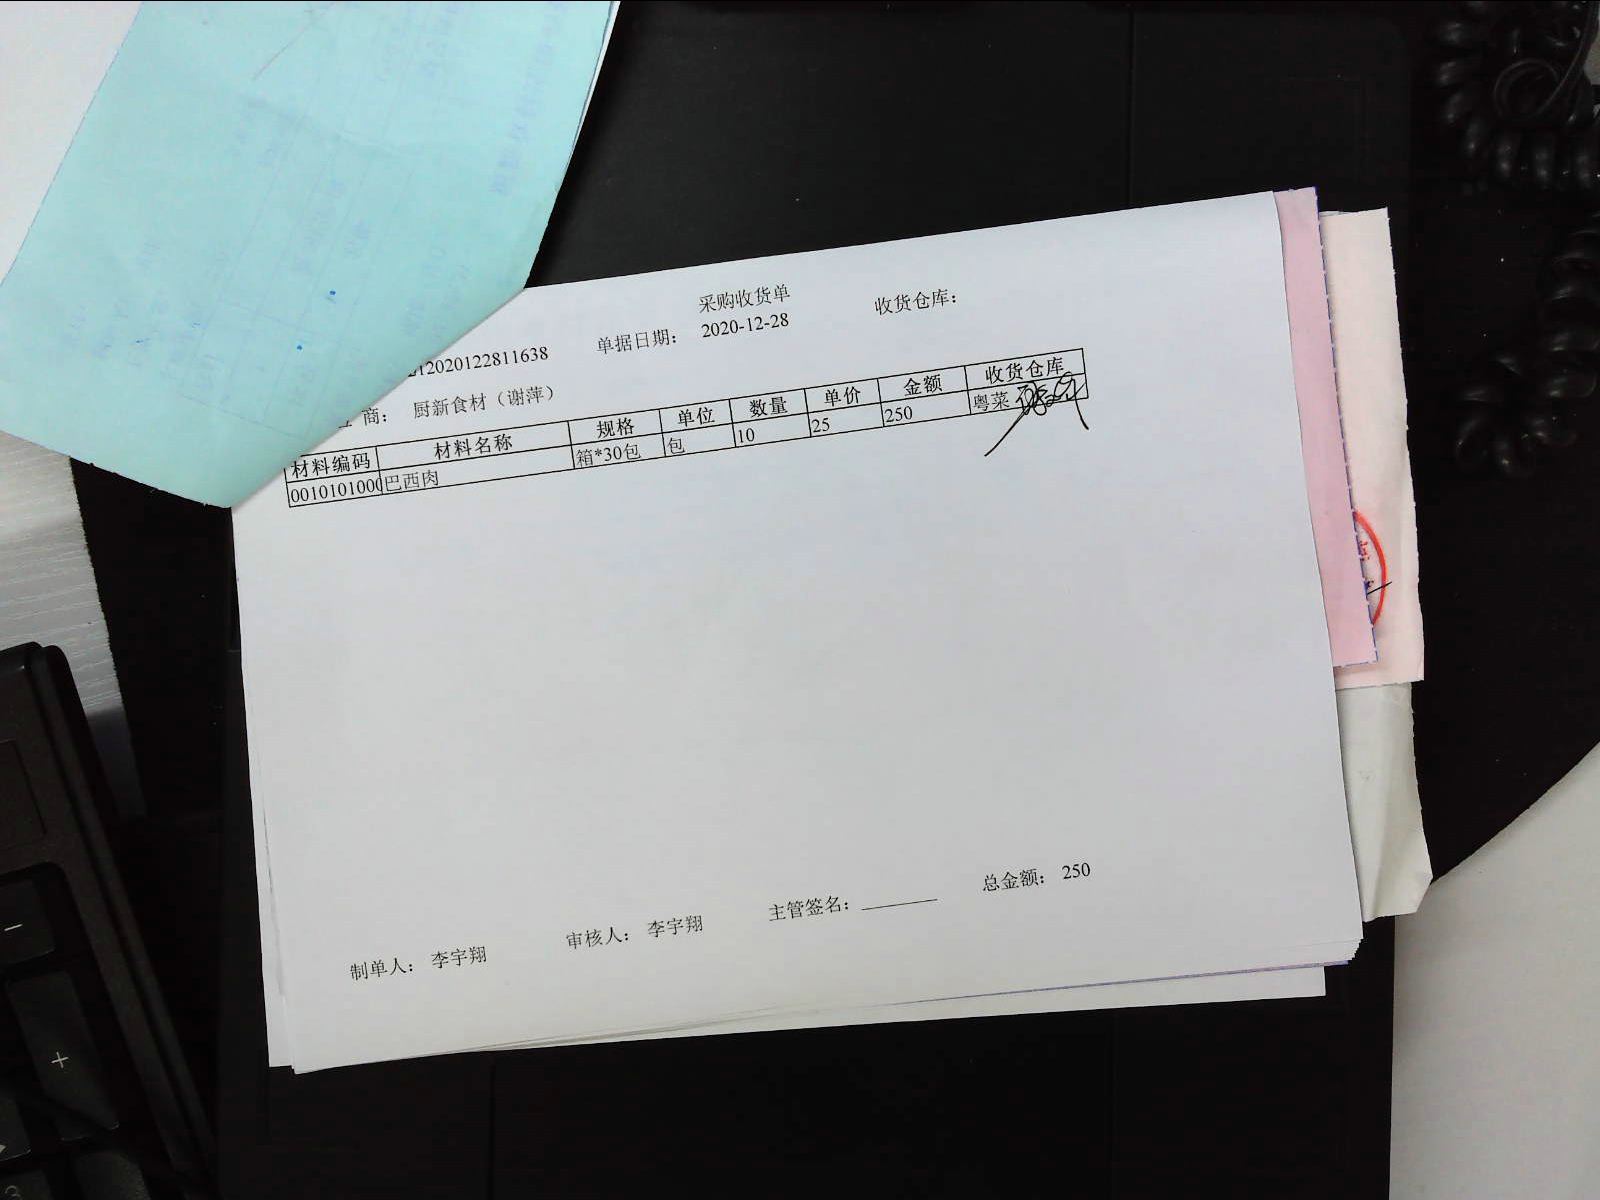 采购收货单
2020122811638 单据日期: 2020-12-28 收货仓库:
商: 厨新食材（谢萍）
材料编码 材料名称 规格 单位 数量 单价 金额 收货仓库
0010101000 巴西肉 箱*30包 包 10 25 250 粤菜
总金额: 250
制单人: 李宇翔 审核人: 李宇翔 主管签名: